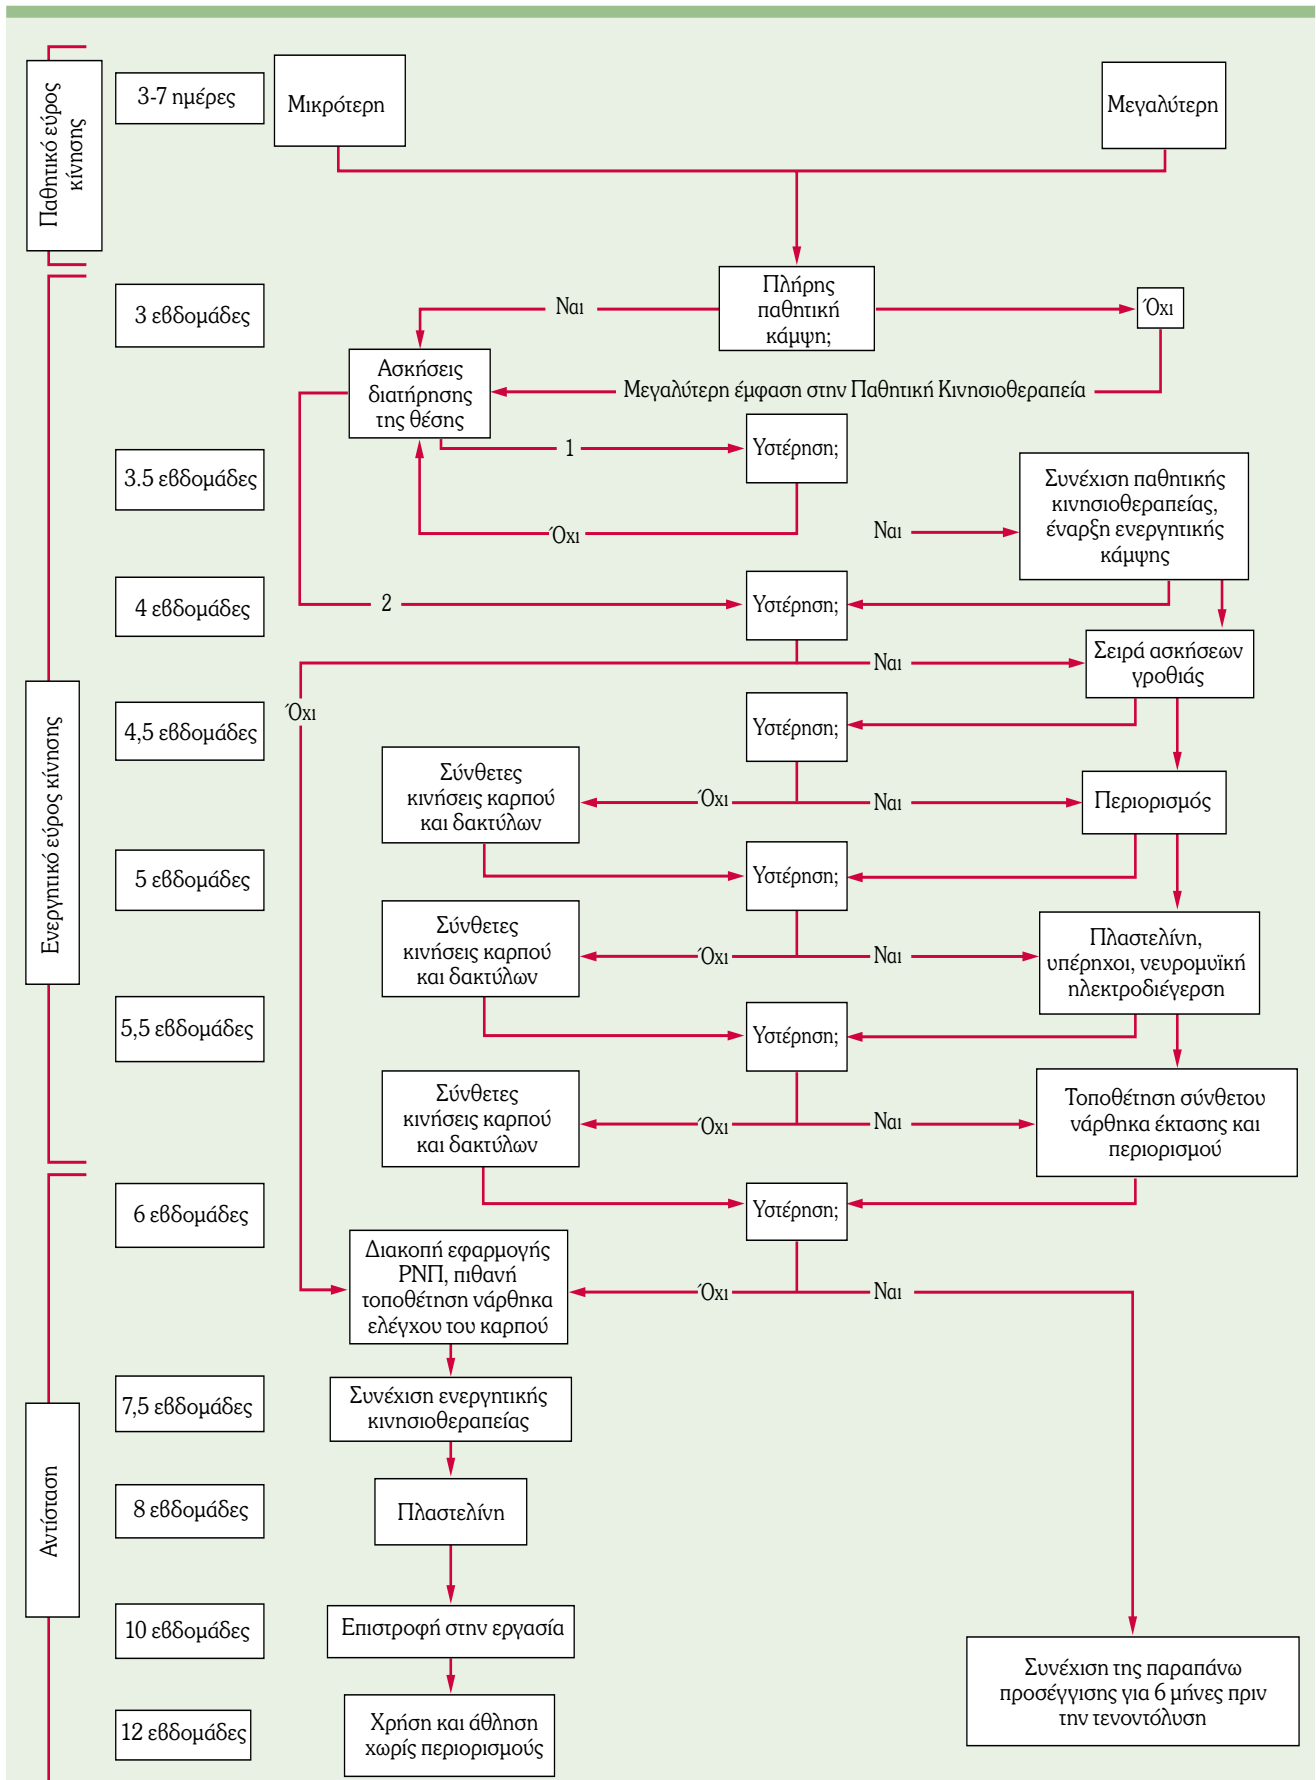 Παθητικό εύρος
κίνησης
3-7 ημέρες
Μικρότερη
Μεγαλύτερη
Ενεργητικό εύρος κίνησης
3 εβδομάδες
Πλήρης
παθητική
κάμψη;
Ναι
Όχι
Ασκήσεις
διατήρησης
της θέσης
Μεγαλύτερη έμφαση στην Παθητική Κινησιοθεραπεία
3.5 εβδομάδες
1
Υστέρηση;
Όχι
Ναι
Συνέχιση παθητικής
κινησιοθεραπείας,
έναρξη ενεργητικής
κάμψης
4 εβδομάδες
2
Υστέρηση;
Ναι
Σειρά ασκήσεων
γροθιάς
Όχι
4,5 εβδομάδες
Υστέρηση;
Σύνθετες
κινήσεις καρπού
και δακτύλων
Όχι
Ναι
Περιορισμός
5 εβδομάδες
Υστέρηση;
Σύνθετες
κινήσεις καρπού
και δακτύλων
Όχι
Ναι
Πλαστελίνη,
υπέρηχοι, νευρομυϊκή
ηλεκτροδιέγερση
5,5 εβδομάδες
Υστέρηση;
Σύνθετες
κινήσεις καρπού
και δακτύλων
Όχι
Ναι
Τοποθέτηση σύνθετου
νάρθηκα έκτασης και
περιορισμού
Αντίσταση
6 εβδομάδες
Υστέρηση;
Διακοπή εφαρμογής
ΡΝΠ, πιθανή
τοποθέτηση νάρθηκα
ελέγχου του καρπού
Όχι
Ναι
7,5 εβδομάδες
Συνέχιση ενεργητικής
κινησιοθεραπείας
8 εβδομάδες
Πλαστελίνη
10 εβδομάδες
Επιστροφή στην εργασία
Συνέχιση της παραπάνω
προσέγγισης για 6 μήνες πριν
την τενοντόλυση
12 εβδομάδες
Χρήση και άθληση
χωρίς περιορισμούς